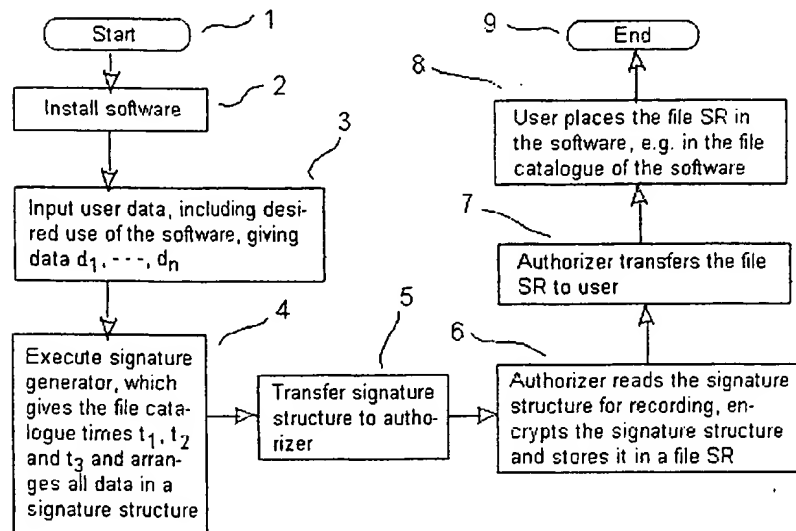 Start
1
Install software
2
3
Input user data, including desi-
red use of the software, giving
data d₁, ---, dₙ
4
Execute signature
generator, which
gives the file cata-
logue times t₁, t₂
and t₃ and arran-
ges all data in a
signature structure
5
Transfer signature
structure to autho-
rizer
6
Authorizer reads the signature
structure for recording, en-
crypts the signature structure
and stores it in a file SR
7
Authorizer transfers the file
SR to user
8
User places the file SR in
the software, e.g. in the file
catalogue of the software
9
End